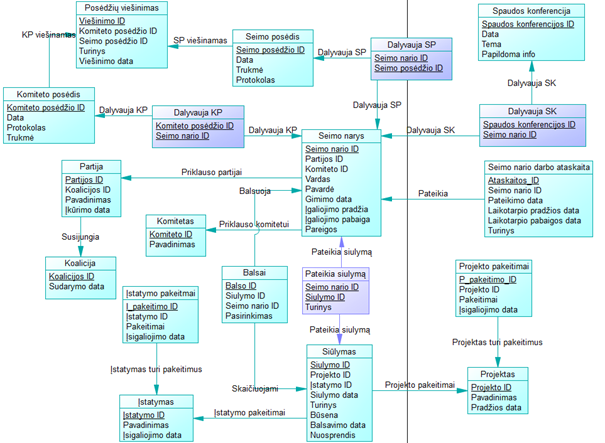 Posėdžių viešinimas
Viešinimo ID
Komiteto posėdžio ID
Seimo posėdžio ID
Turinys
Viešinimo data
KP viešinamas
SP viešinamas
Seimo posėdis
Seimo posėdžio ID
Data
Trukmė
Protokolas
Dalyvauja SP
Dalyvauja SP
Seimo nario ID
Seimo posėdžio ID
Spaudos konferencija
Spaudos konferencijos ID
Data
Tema
Papildoma info
Komiteto posėdis
Komiteto posėdžio ID
Data
Protokolas
Trukmė
Dalyvauja KP
Dalyvauja KP
Komiteto posėdžio ID
Seimo nario ID
Dalyvauja KP
Dalyvauja SP
Dalyvauja SK
Dalyvauja SK
Spaudos konferencijos ID
Seimo nario ID
Dalyvauja SK
Seimo narys
Seimo nario ID
Partijos ID
Komiteto ID
Vardas
Pavardė
Gimimo data
Įgaliojimo pradžia
Įgaliojimo pabaiga
Pareigos
Partija
Partijos ID
Koalicijos ID
Pavadinimas
Įkūrimo data
Priklauso partijai
Balsuoja
Seimo nario darbo ataskaita
Ataskaitos_ID
Seimo nario ID
Pateikimo data
Laikotarpio pradžios data
Laikotarpio pabaigos data
Turinys
Pateikia
Komitetas
Komiteto ID
Pavadinimas
Priklauso komitetui
Susijungia
Koalicija
Koalicijos ID
Sudarymo data
Pateikia siulymą
Balsai
Balso ID
Siulymo ID
Seimo nario ID
Pasirinkimas
Pateikia siulymą
Seimo nario ID
Siulymo ID
Turinys
Pateikia siulymą
Projekto pakeitimai
P_pakeitimo_ID
Projekto ID
Pakeitimai
Įsigaliojimo data
Įstatymo pakeitmai
Į_pakeitimo ID
Įstatymo ID
Pakeitimai
Įsigaliojimo data
Projektas turi pakeitimus
Įstatymas turi pakeitimus
Skaičiuojami
Siūlymas
Siulymo ID
Projekto ID
Įstatymo ID
Siulymo data
Turinys
Būsena
Balsavimo data
Nuosprendis
Projekto pakeitimai
Projektas
Projekto ID
Pavadinimas
Pradžios data
Įstatymas
Įstatymo ID
Pavadinimas
Įsigaliojimo data
Įstatymo pakeitimai